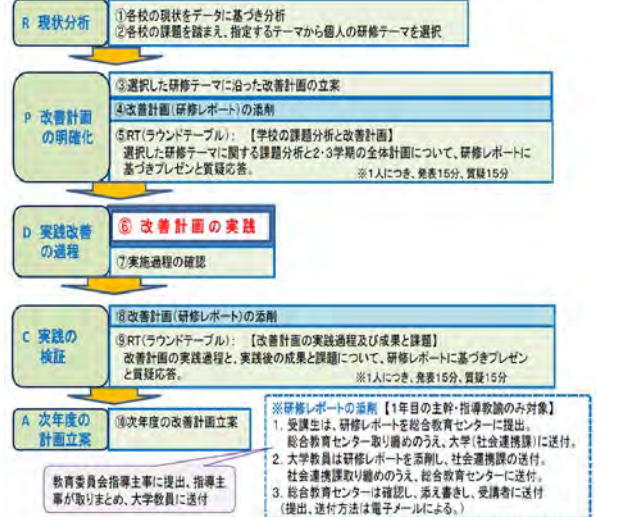 R 現状分析
①各校の現状をデータに基づき分析
②各校の課題を踏まえ、指定するテーマから個人の研修テーマを選択
P 改善計画
の明確化
③選択した研修テーマに沿った改善計画の立案
④改善計画(研修レポート)の添削
⑤RT(ラウンドテーブル): 【学校の課題分析と改善計画】
選択した研修テーマに関する課題分析と2・3学期の全体計画について、研修レポートに
基づきプレゼンと質疑応答。 ※1人につき、発表15分、質疑15分
D 実践改善
の過程
⑥ 改善計画の実践
⑦実施過程の確認
C 実践の
検証
⑧改善計画(研修レポート)の添削
⑨RT(ラウンドテーブル): 【改善計画の実践過程及び成果と課題】
改善計画の実践過程と、実践後の成果と課題について、研修レポートに基づきプレゼン
と質疑応答。 ※1人につき、発表15分、質疑15分
A 次年度の
計画立案
⑩次年度の改善計画立案
※研修レポートの添削 【1年目の主幹・指導教諭のみ対象】
1. 受講生は、研修レポートを総合教育センターに提出。
総合教育センター取り纏めのうえ、大学(社会連携課)に送付。
2. 大学教員は研修レポートを添削し、社会連携課の送付。
社会連携課取り纏めのうえ、総合教育センターに送付。
3. 総合教育センターは確認し、添え書きし、受講者に送付
(提出、送付方法は電子メールによる。)
教育委員会指導主事に提出、指導主
事が取りまとめ、大学教員に送付